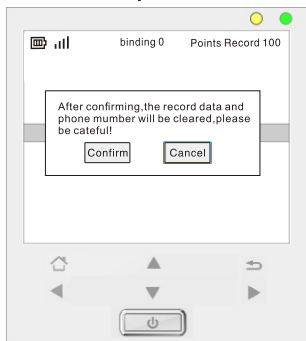 binding 0 Points Record 100
After confirming,the record data and
phone mumber will be cleared,please
be cateful!
Confirm Cancel